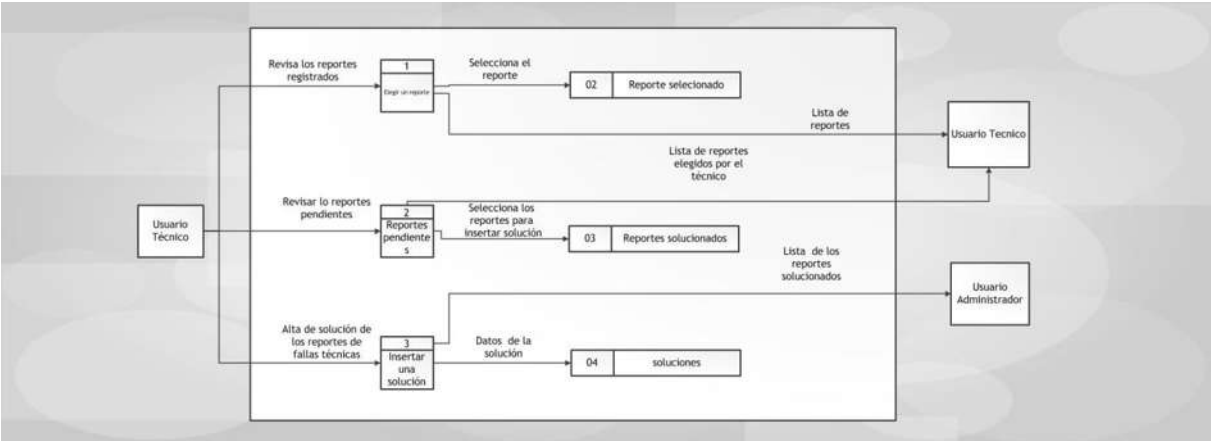 Revisa los reportes
registrados
1
Elegir un reporte
Selecciona el
reporte
02
Reporte selecionado
Lista de
reportes
Usuario Tecnico
Lista de reportes
elegidos por el
técnico
Usuario
Técnico
Revisar lo reportes
pendientes
2
Reportes
pendiente
s
Selecciona los
reportes para
insertar solución
03
Reportes solucionados
Lista de los
reportes
solucionados
Usuario
Administrador
Alta de solución de
los reportes de
fallas técnicas
3
Insertar
una
solución
Datos de la
solución
04
soluciones